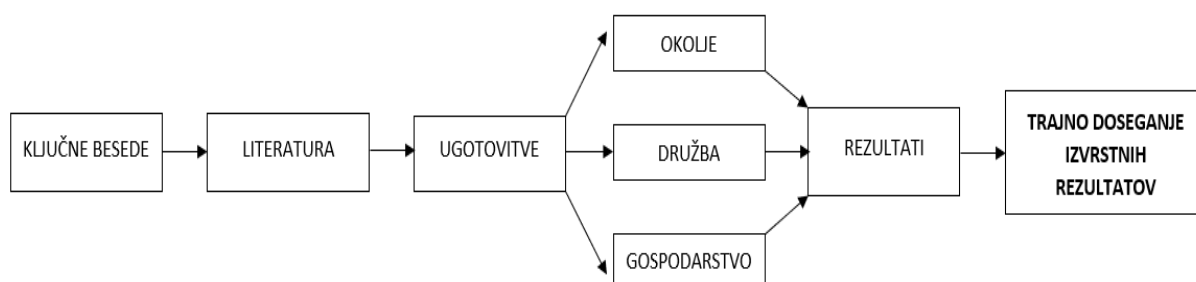 KLJUČNE BESEDE
LITERATURA
UGOTOVITVE
OKOLJE
DRUŽBA
GOSPODARSTVO
REZULTATI
TRAJNO DOSEGANJE
IZVRSTNIH
REZULTATOV